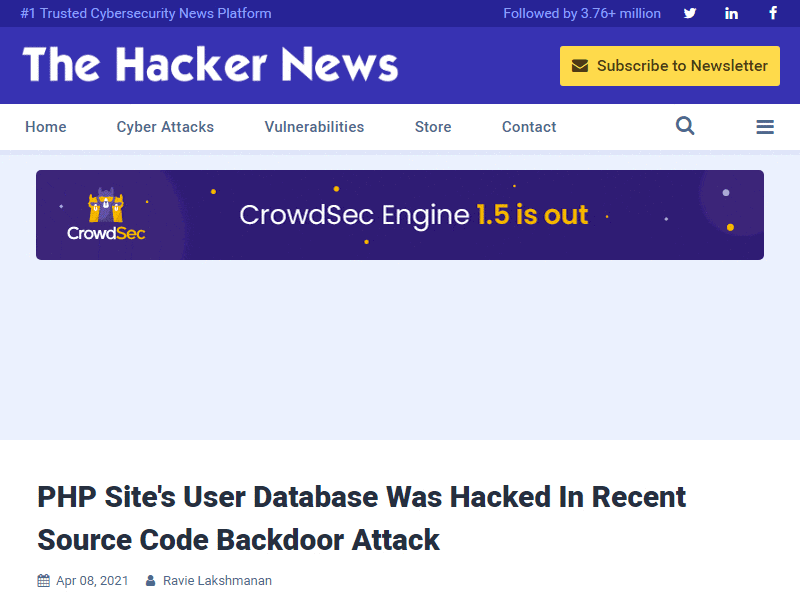 #1 Trusted Cybersecurity News Platform
Followed by 3.76+ million
The Hacker News
Subscribe to Newsletter
Home
Cyber Attacks
Vulnerabilities
Store
Contact
CrowdSec
CrowdSec Engine 1.5 is out
PHP Site's User Database Was Hacked In Recent
Source Code Backdoor Attack
Apr 08, 2021
Ravie Lakshmanan